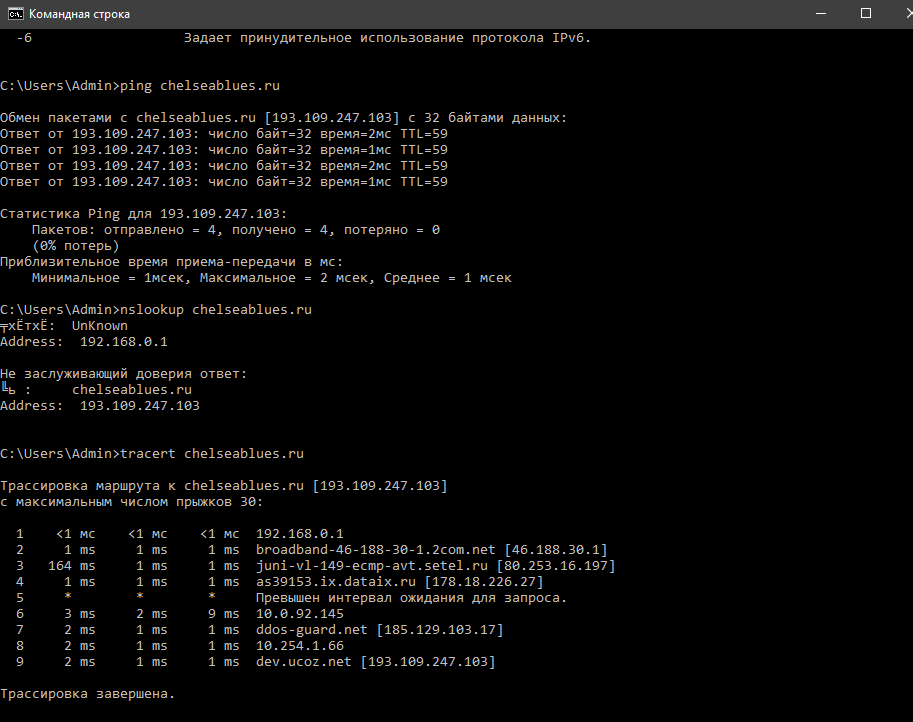 Командная строка
-6 Задает принудительное использование протокола IPv6.
C:\Users\Admin>ping chelseablues.ru
Обмен пакетами с chelseablues.ru [193.109.247.103] с 32 байтами данных:
Ответ от 193.109.247.103: число байт=32 время=2мс TTL=59
Ответ от 193.109.247.103: число байт=32 время=1мс TTL=59
Ответ от 193.109.247.103: число байт=32 время=2мс TTL=59
Ответ от 193.109.247.103: число байт=32 время=1мс TTL=59
Статистика Ping для 193.109.247.103:
Пакетов: отправлено = 4, получено = 4, потеряно = 0
(0% потерь)
Приблизительное время приема-передачи в мс:
Минимальное = 1мсек, Максимальное = 2 мсек, Среднее = 1 мсек
C:\Users\Admin>nslookup chelseablues.ru
╤хЁтхЁ: UnKnown
Address: 192.168.0.1
Не заслуживающий доверия ответ:
╚ь : chelseablues.ru
Address: 193.109.247.103
C:\Users\Admin>tracert chelseablues.ru
Трассировка маршрута к chelseablues.ru [193.109.247.103]
с максимальным числом прыжков 30:
1 <1 мс <1 мс <1 мс 192.168.0.1
2 1 ms 1 ms 1 ms broadband-46-188-30-1.2com.net [46.188.30.1]
3 164 ms 1 ms 1 ms juni-vl-149-ecmp-avt.setel.ru [80.253.16.197]
4 1 ms 1 ms 1 ms as39153.ix.dataix.ru [178.18.226.27]
5 * * * Превышен интервал ожидания для запроса.
6 3 ms 2 ms 9 ms 10.0.92.145
7 2 ms 1 ms 1 ms ddos-guard.net [185.129.103.17]
8 2 ms 1 ms 1 ms 10.254.1.66
9 2 ms 1 ms 1 ms dev.ucoz.net [193.109.247.103]
Трассировка завершена.